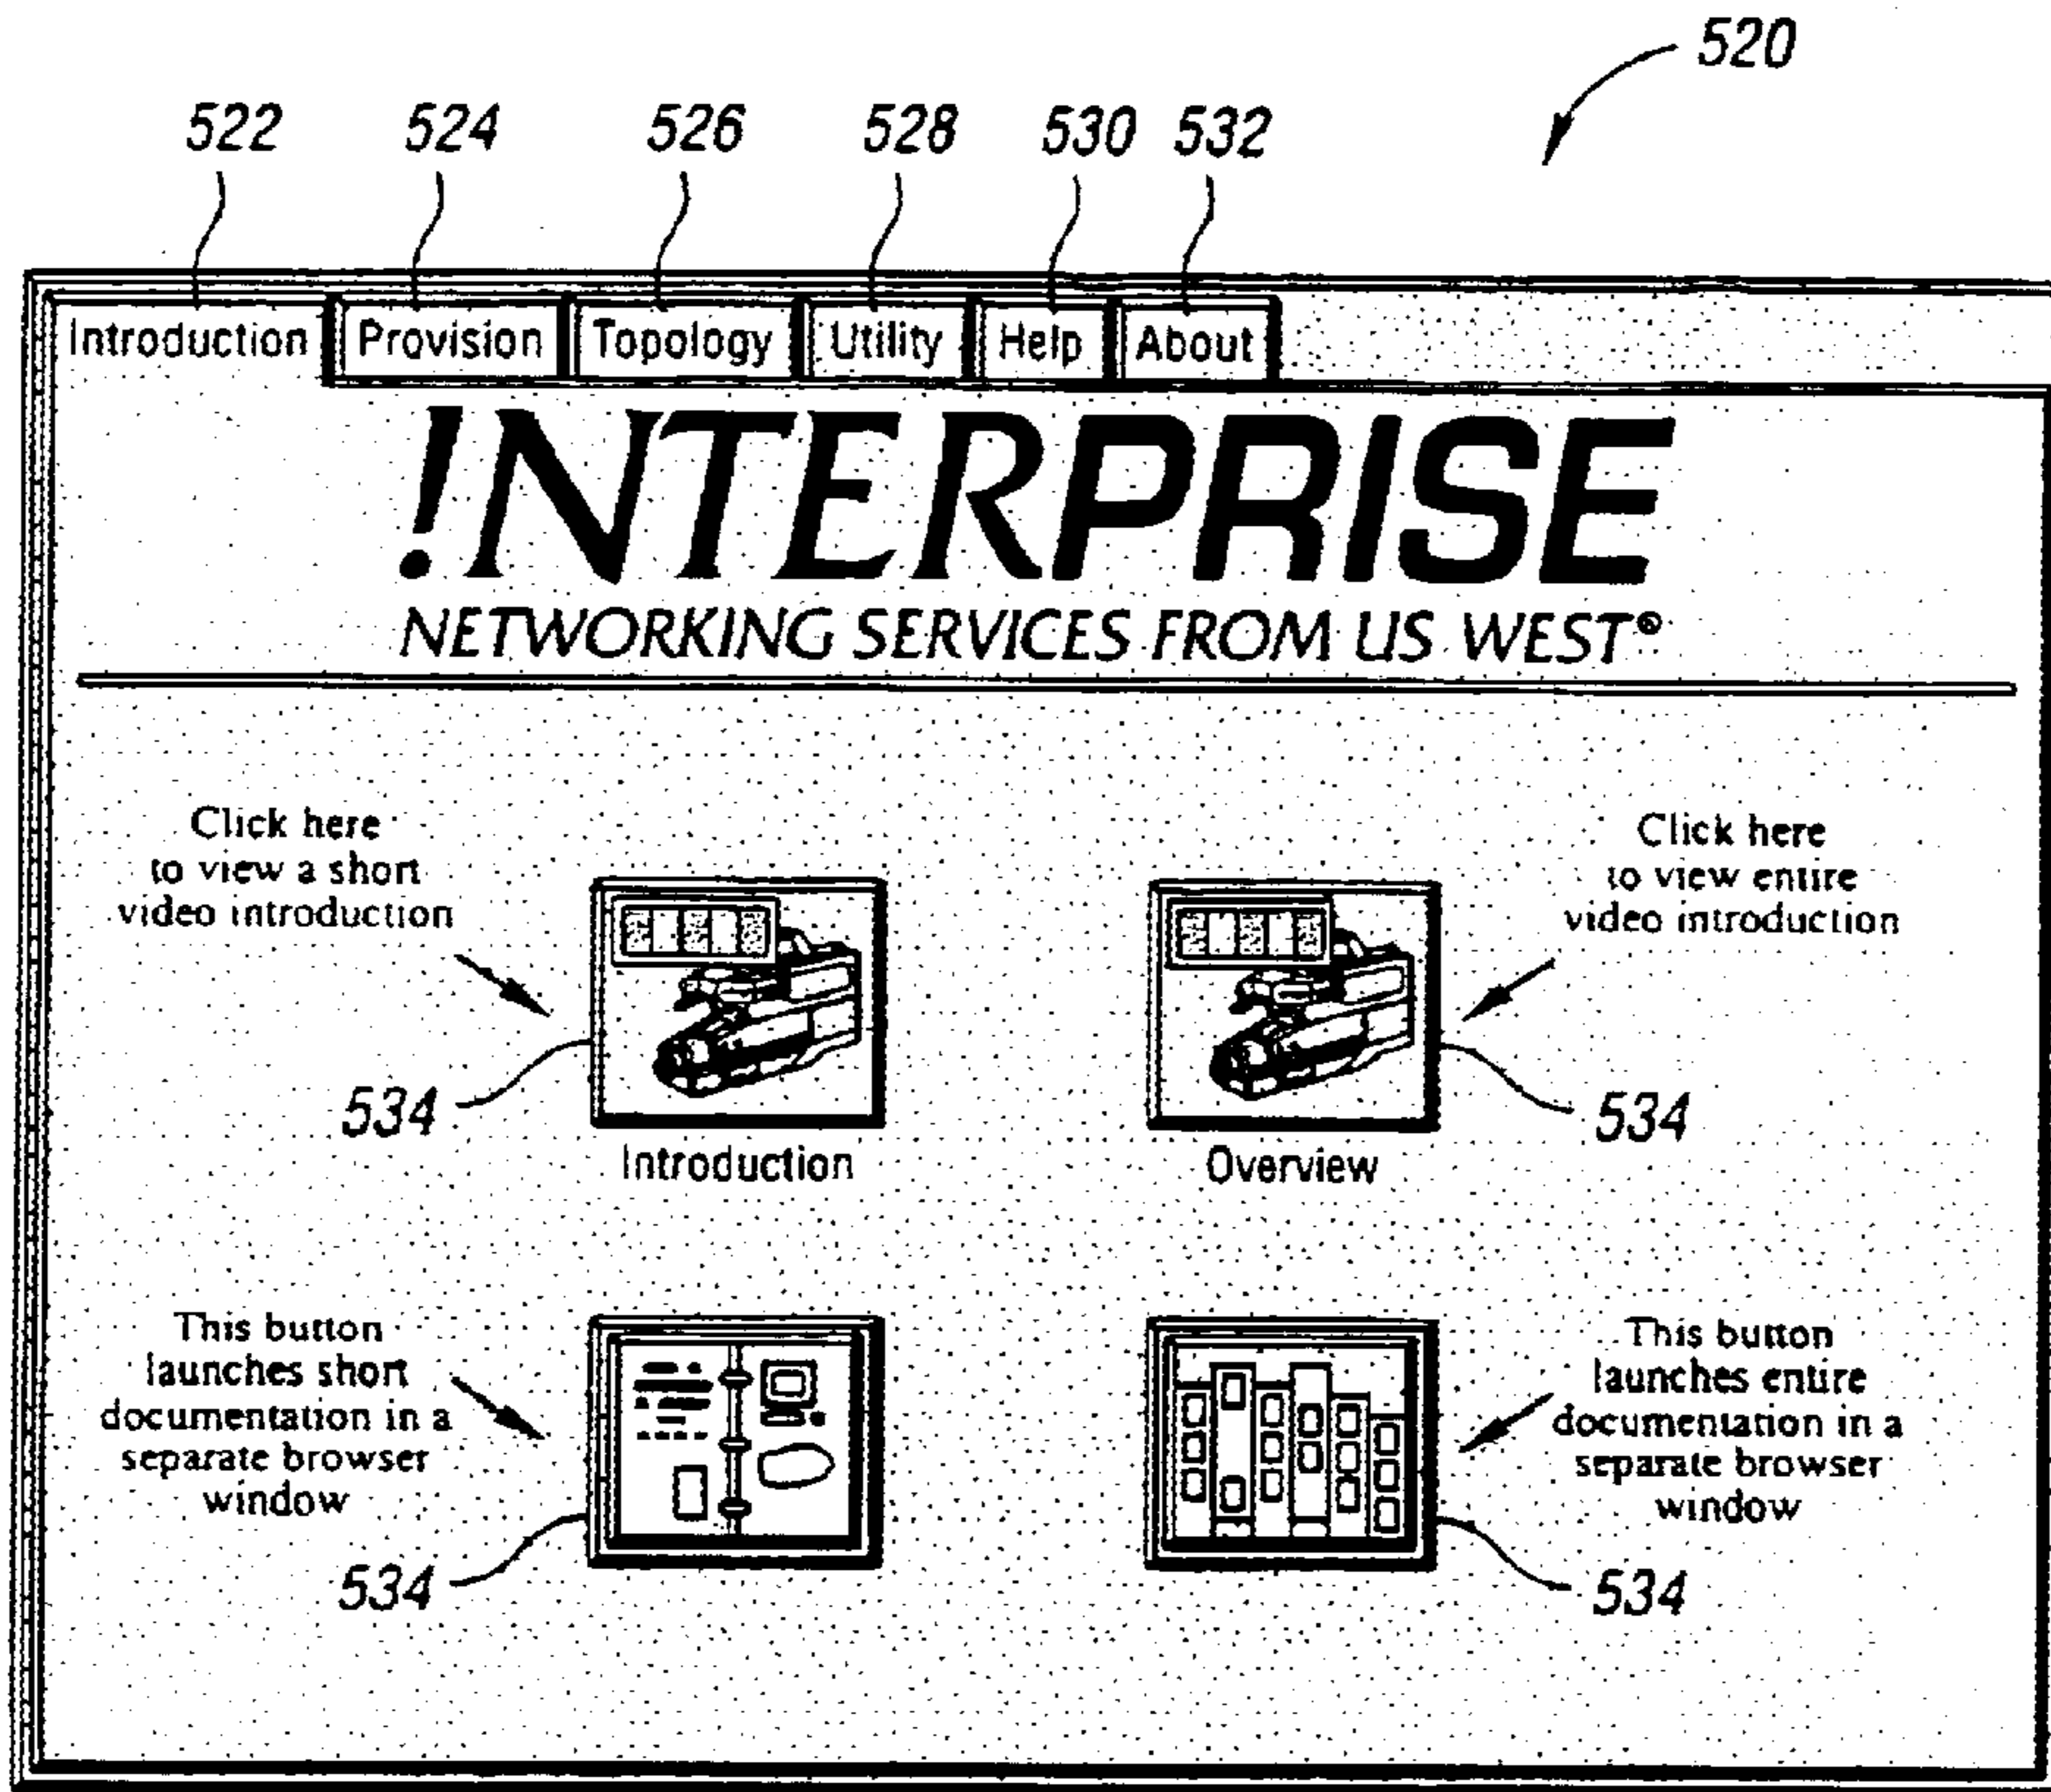 520
522 524 526 528 530 532
Introduction Provision Topology Utility Help About
!NTERPRISE
NETWORKING SERVICES FROM US WEST®
Click here
to view a short
video introduction
Click here
to view entire
video introduction
534
534
Introduction
Overview
This button
launches short
documentation in a
separate browser
window
This button
launches entire
documentation in a
separate browser
window
534
534